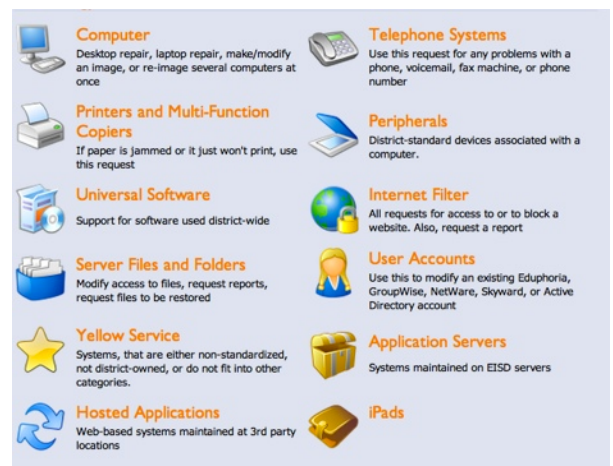 Computer
Desktop repair, laptop repair, make/modify
an image, or re-image several computers at
once
Telephone Systems
Use this request for any problems with a
phone, voicemail, fax machine, or phone
number
Printers and Multi-Function
Copiers
If paper is jammed or it just won't print, use
this request
Peripherals
District-standard devices associated with a
computer.
Universal Software
Support for software used district-wide
Internet Filter
All requests for access to or to block a
website. Also, request a report
Server Files and Folders
Modify access to files, request reports,
request files to be restored
User Accounts
Use this to modify an existing Eduphoria,
GroupWise, NetWare, Skyward, or Active
Directory account
Yellow Service
Systems, that are either non-standardized,
not district-owned, or do not fit into other
categories.
Application Servers
Systems maintained on EISD servers
Hosted Applications
Web-based systems maintained at 3rd party
locations
iPads